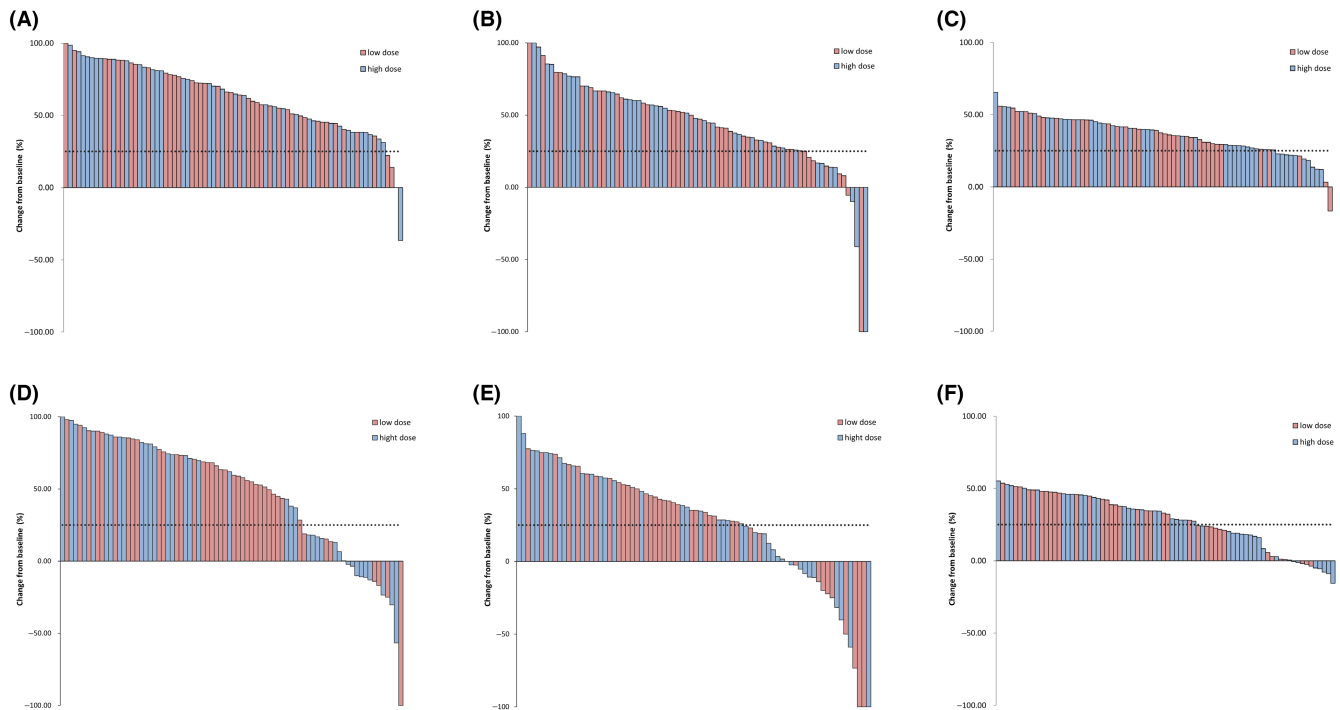 (A)
Change from baseline (%)
100.00
50.00
0.00
−50.00
−100.00
low dose
high dose
(B)
Change from baseline (%)
100.00
50.00
0.00
−50.00
−100.00
low dose
high dose
(C)
Change from baseline (%)
100.00
50.00
0.00
−50.00
−100.00
low dose
high dose
(D)
Change from baseline (%)
100.00
50.00
0.00
−50.00
−100.00
low dose
hight dose
(E)
Change from baseline (%)
100
50
0
−50
−100
low dose
hight dose
(F)
Change from baseline (%)
100.00
50.00
0.00
−50.00
−100.00
low dose
high dose